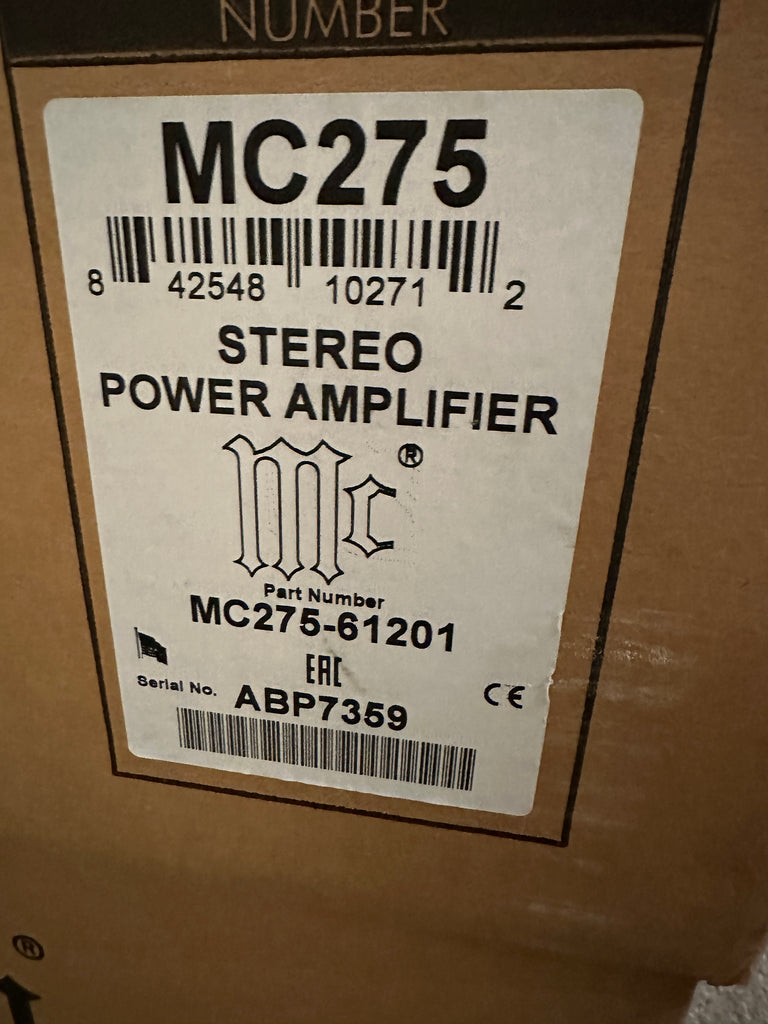 NUMBER
MC275
8 42548 10271 2
STEREO
POWER AMPLIFIER
mc®
Part Number
MC275-61201
EAC
CE
Serial No. ABP7359
®